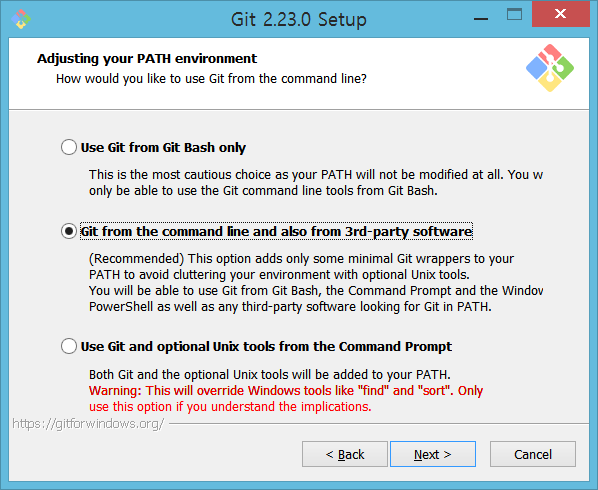 Git 2.23.0 Setup
Adjusting your PATH environment
How would you like to use Git from the command line?
Use Git from Git Bash only
This is the most cautious choice as your PATH will not be modified at all. You w
only be able to use the Git command line tools from Git Bash.
Git from the command line and also from 3rd-party software
(Recommended) This option adds only some minimal Git wrappers to your
PATH to avoid cluttering your environment with optional Unix tools.
You will be able to use Git from Git Bash, the Command Prompt and the Window
PowerShell as well as any third-party software looking for Git in PATH.
Use Git and optional Unix tools from the Command Prompt
Both Git and the optional Unix tools will be added to your PATH.
Warning: This will override Windows tools like "find" and "sort". Only
use this option if you understand the implications.
https://gitforwindows.org/
< Back
Next >
Cancel